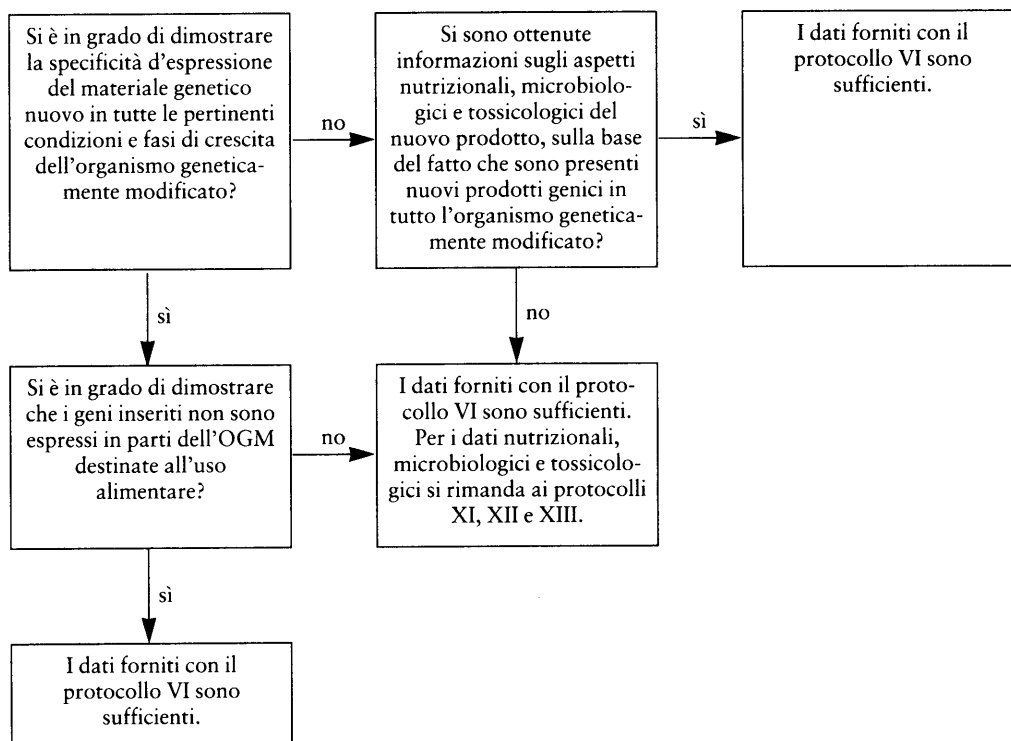 Si è in grado di dimostrare
la specificità d'espressione
del materiale genetico
nuovo in tutte le pertinenti
condizioni e fasi di crescita
dell'organismo genetica-
mente modificato?
no
Si sono ottenute
informazioni sugli aspetti
nutrizionali, microbiolo-
gici e tossicologici del
nuovo prodotto, sulla base
del fatto che sono presenti
nuovi prodotti genici in
tutto l'organismo genetica-
mente modificato?
sì
I dati forniti con il
protocollo VI sono
sufficienti.
sì
no
Si è in grado di dimostrare
che i geni inseriti non sono
espressi in parti dell'OGM
destinate all'uso
alimentare?
no
I dati forniti con il proto-
collo VI sono sufficienti.
Per i dati nutrizionali,
microbiologici e tossicolo-
gici si rimanda ai protocolli
XI, XII e XIII.
sì
I dati forniti con il
protocollo VI sono
sufficienti.